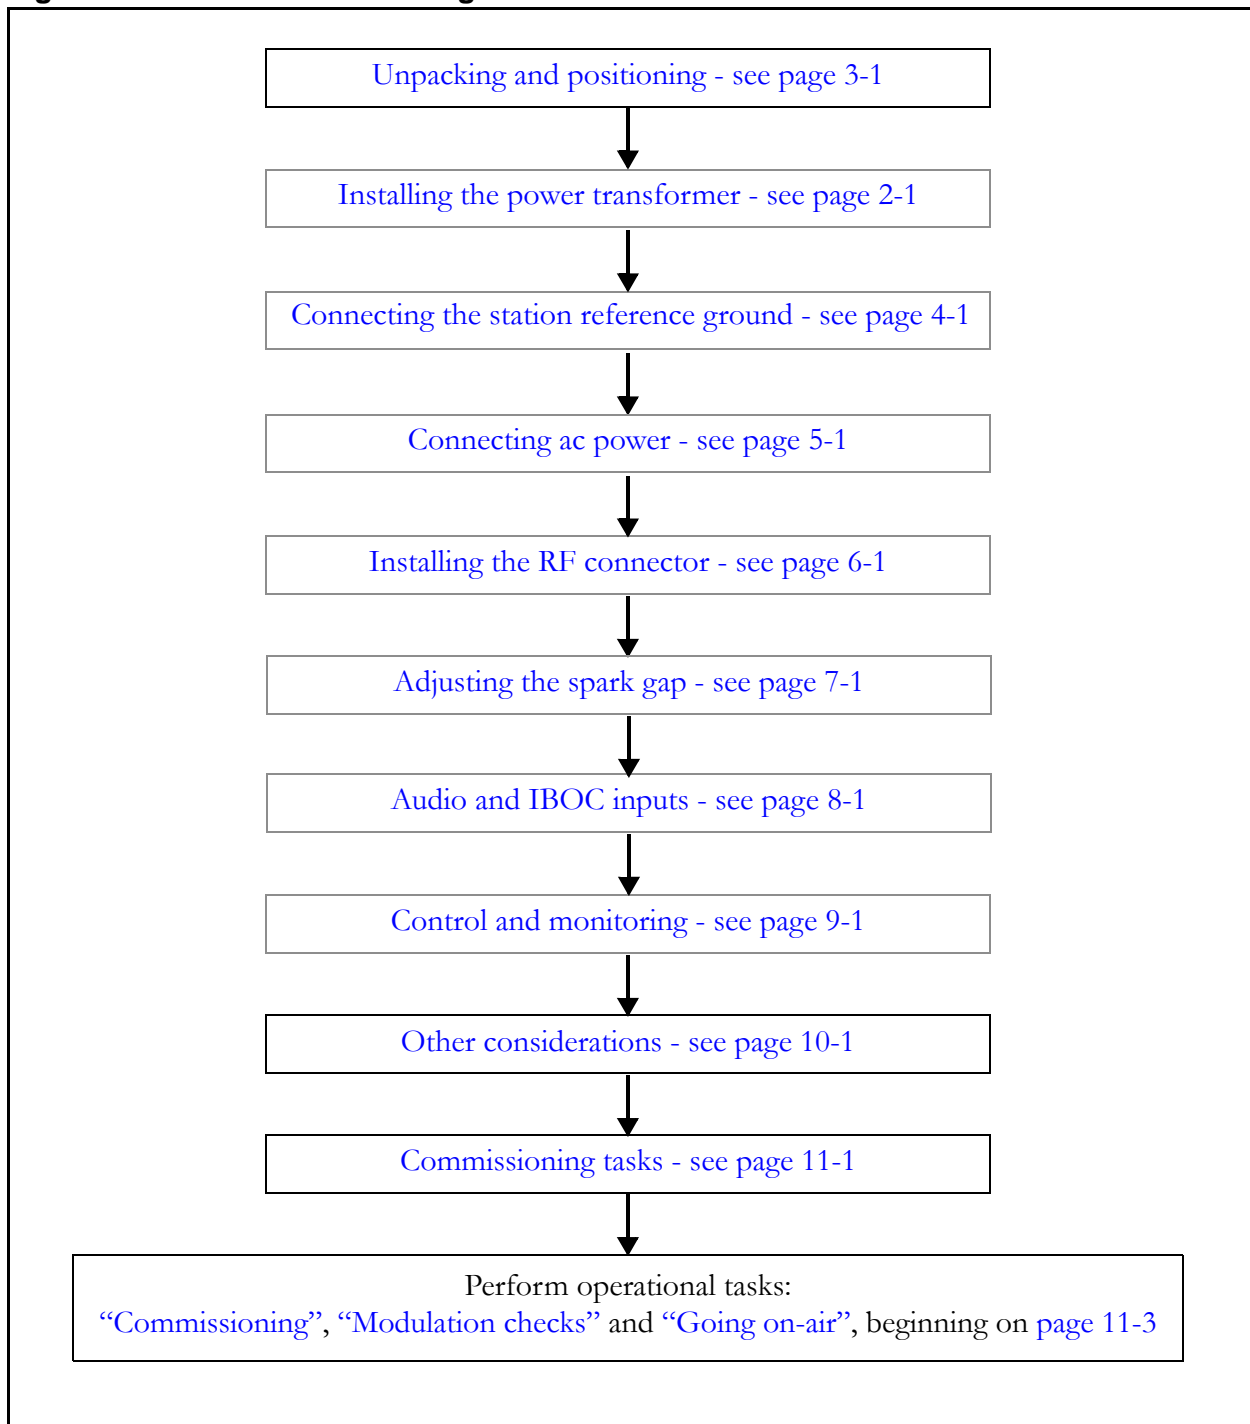 Unpacking and positioning - see page 3-1
Installing the power transformer - see page 2-1
Connecting the station reference ground - see page 4-1
Connecting ac power - see page 5-1
Installing the RF connector - see page 6-1
Adjusting the spark gap - see page 7-1
Audio and IBOC inputs - see page 8-1
Control and monitoring - see page 9-1
Other considerations - see page 10-1
Commissioning tasks - see page 11-1
Perform operational tasks:
“Commissioning”, “Modulation checks” and “Going on-air”, beginning on page 11-3